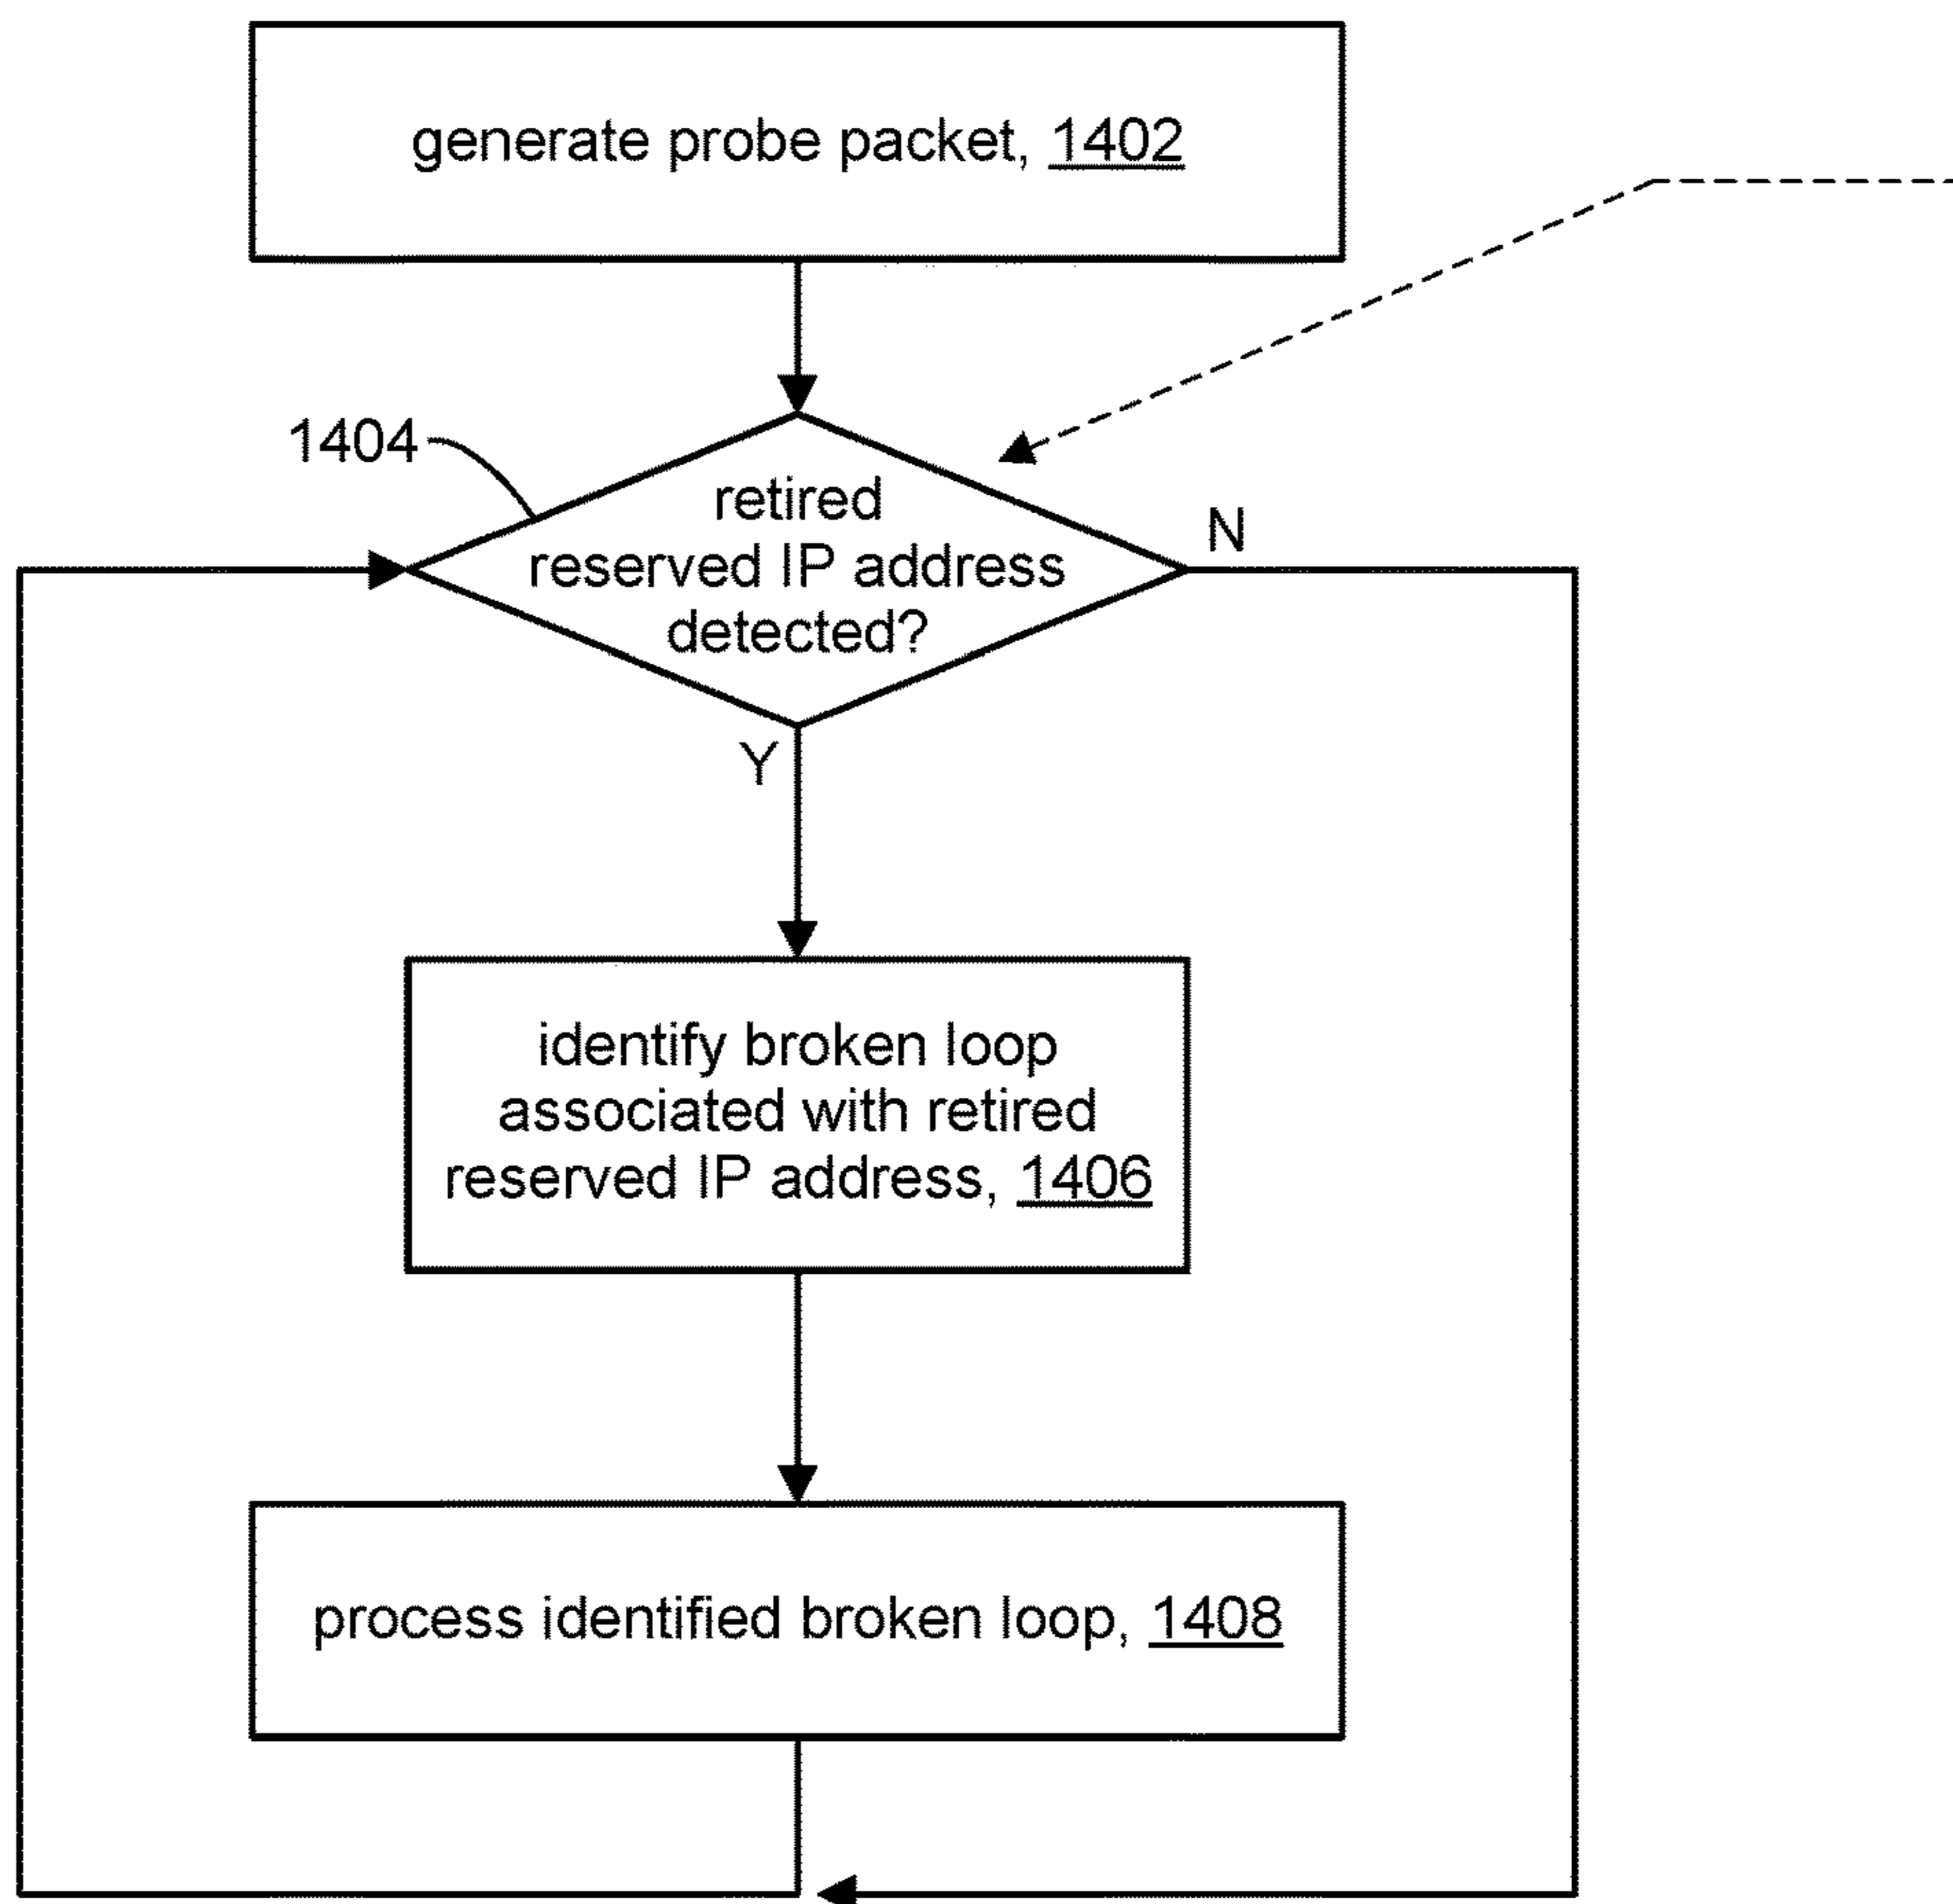 generate probe packet, 1402
1404
retired
reserved IP address
detected?
N
Y
identify broken loop
associated with retired
reserved IP address, 1406
process identified broken loop, 1408